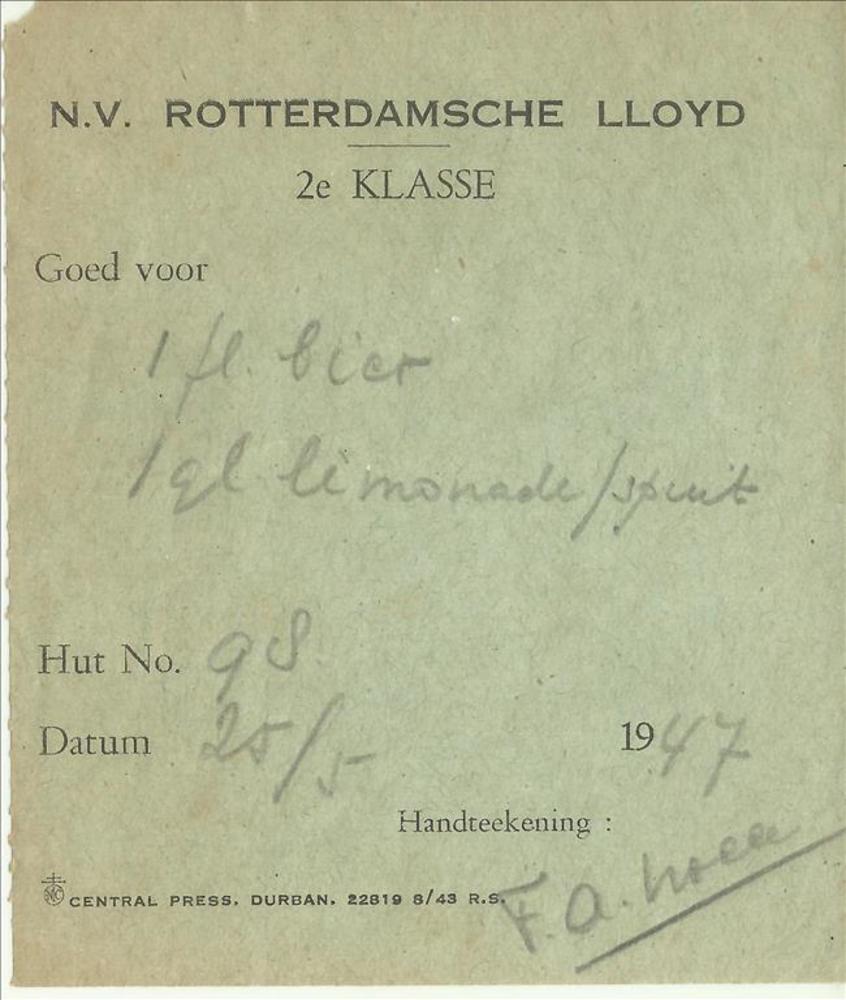 N.V. ROTTERDAMSCHE LLOYD
2e KLASSE
Goed voor
1 fl. bier
1 gl limonade/spuit
Hut No. 98
Datum 25/5 1947
Handteekening :
CENTRAL PRESS. DURBAN. 22819 8/43 R.S.
F. A.